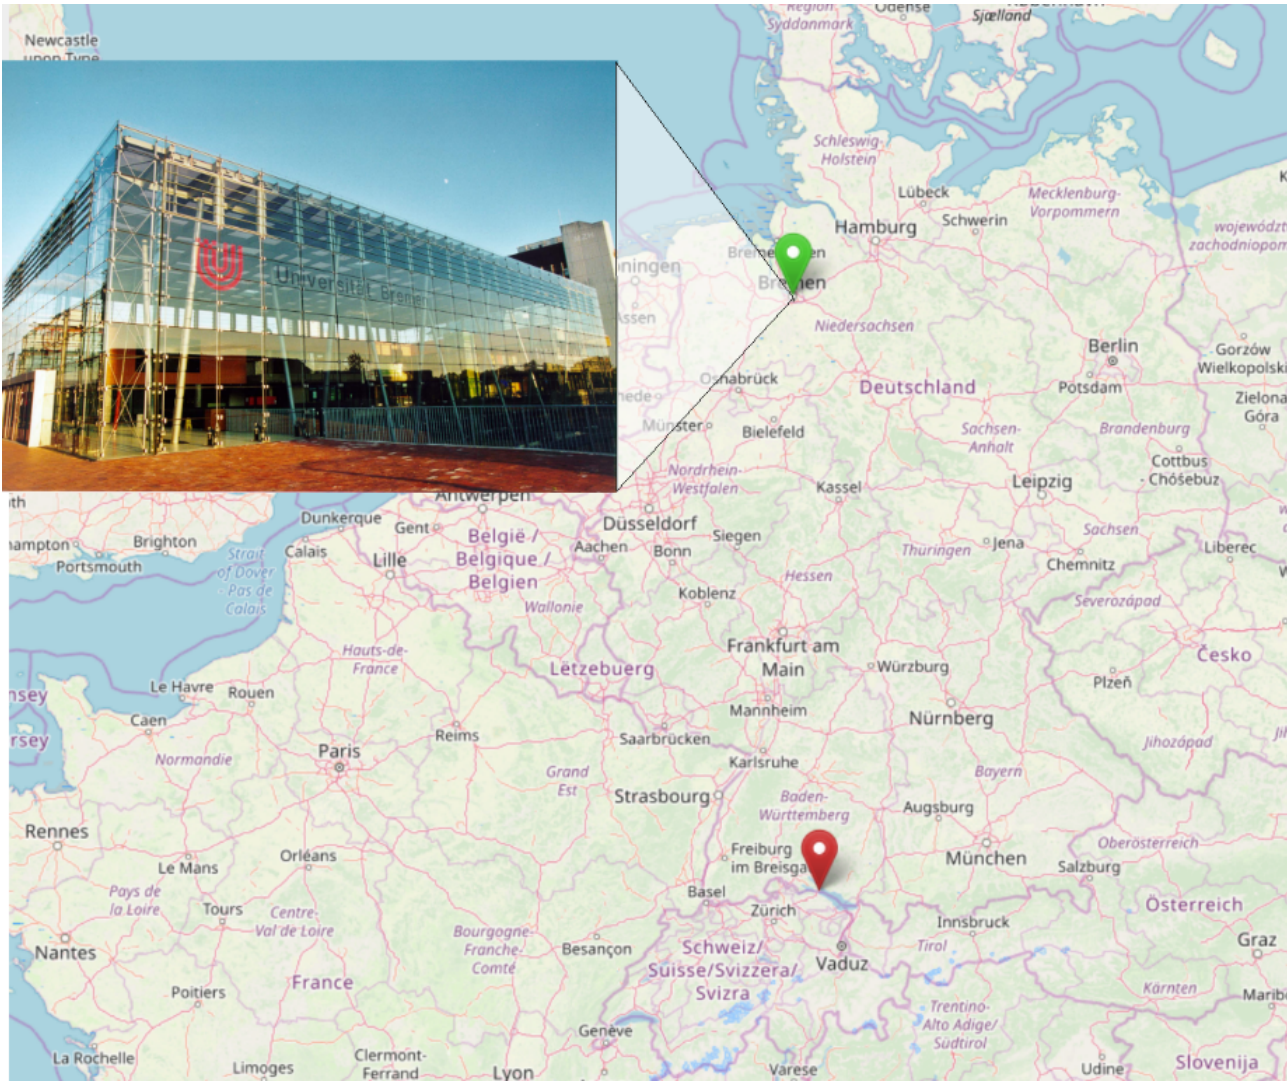 Newcastle
upon Tyne
Region
Syddanmark
Odense
Sjælland
Schleswig-
Holstein
Lübeck
Mecklenburg-
Vorpommern
Schwerin
Hamburg
Universität Bremen
Niedersachsen
Berlin
Potsdam
Gorzów
Wielkopolski
Zielona
Góra
Assen
Osnabrück
Deutschland
Münster
Bielefeld
Sachsen-
Anhalt
Brandenburg
Cottbus
- Chóśebuz
Nordrhein-
Westfalen
Kassel
Leipzig
Antwerpen
Dunkerque
Gent
Düsseldorf
Siegen
Sachsen
Brighton
Calais
België /
Belgique /
Belgien
Aachen
Bonn
Thüringen
Jena
Liberec
Portsmouth
Strait
of Dover
- Pas de
Calais
Lille
Chemnitz
Wallonie
Koblenz
Hessen
Severozápad
Hauts-de-
France
Lëtzebuerg
Frankfurt am
Main
Würzburg
Plzeň
Česko
Le Havre
Rouen
Caen
Reims
Saarbrücken
Mannheim
Nürnberg
Normandie
Paris
Karlsruhe
Jihozápad
Grand
Est
Strasbourg
Baden-
Württemberg
Bayern
Augsburg
Rennes
Le Mans
Orléans
Freiburg
im Breisga
München
Salzburg
Oberösterreich
Pays de
la Loire
Tours
Centre-
Val de Loire
Basel
Zürich
Österreich
Nantes
Bourgogne-
Franche-
Comté
Besançon
Schweiz/
Suisse/Svizzera/
Svizra
Vaduz
Innsbruck
Tirol
Graz
Poitiers
France
Kärnten
Genève
Trentino-
Alto Adige/
Südtirol
La Rochelle
Limoges
Clermont-
Ferrand
Lyon
Varese
Udine
Slovenija